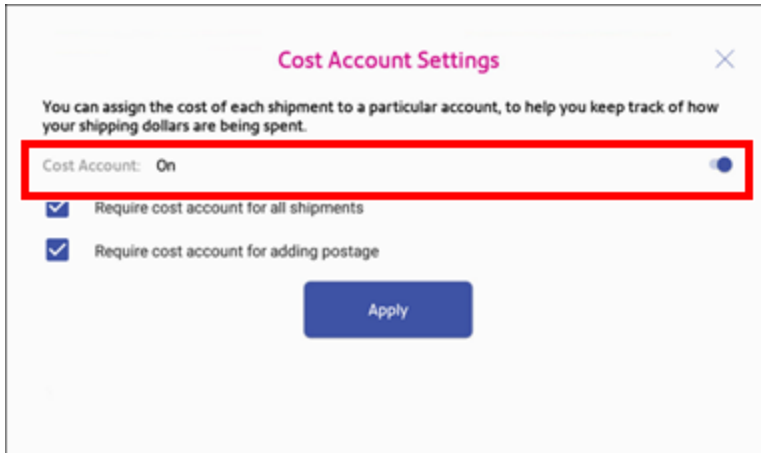 Cost Account Settings
You can assign the cost of each shipment to a particular account, to help you keep track of how
your shipping dollars are being spent.
Cost Account: On
Require cost account for all shipments
Require cost account for adding postage
Apply